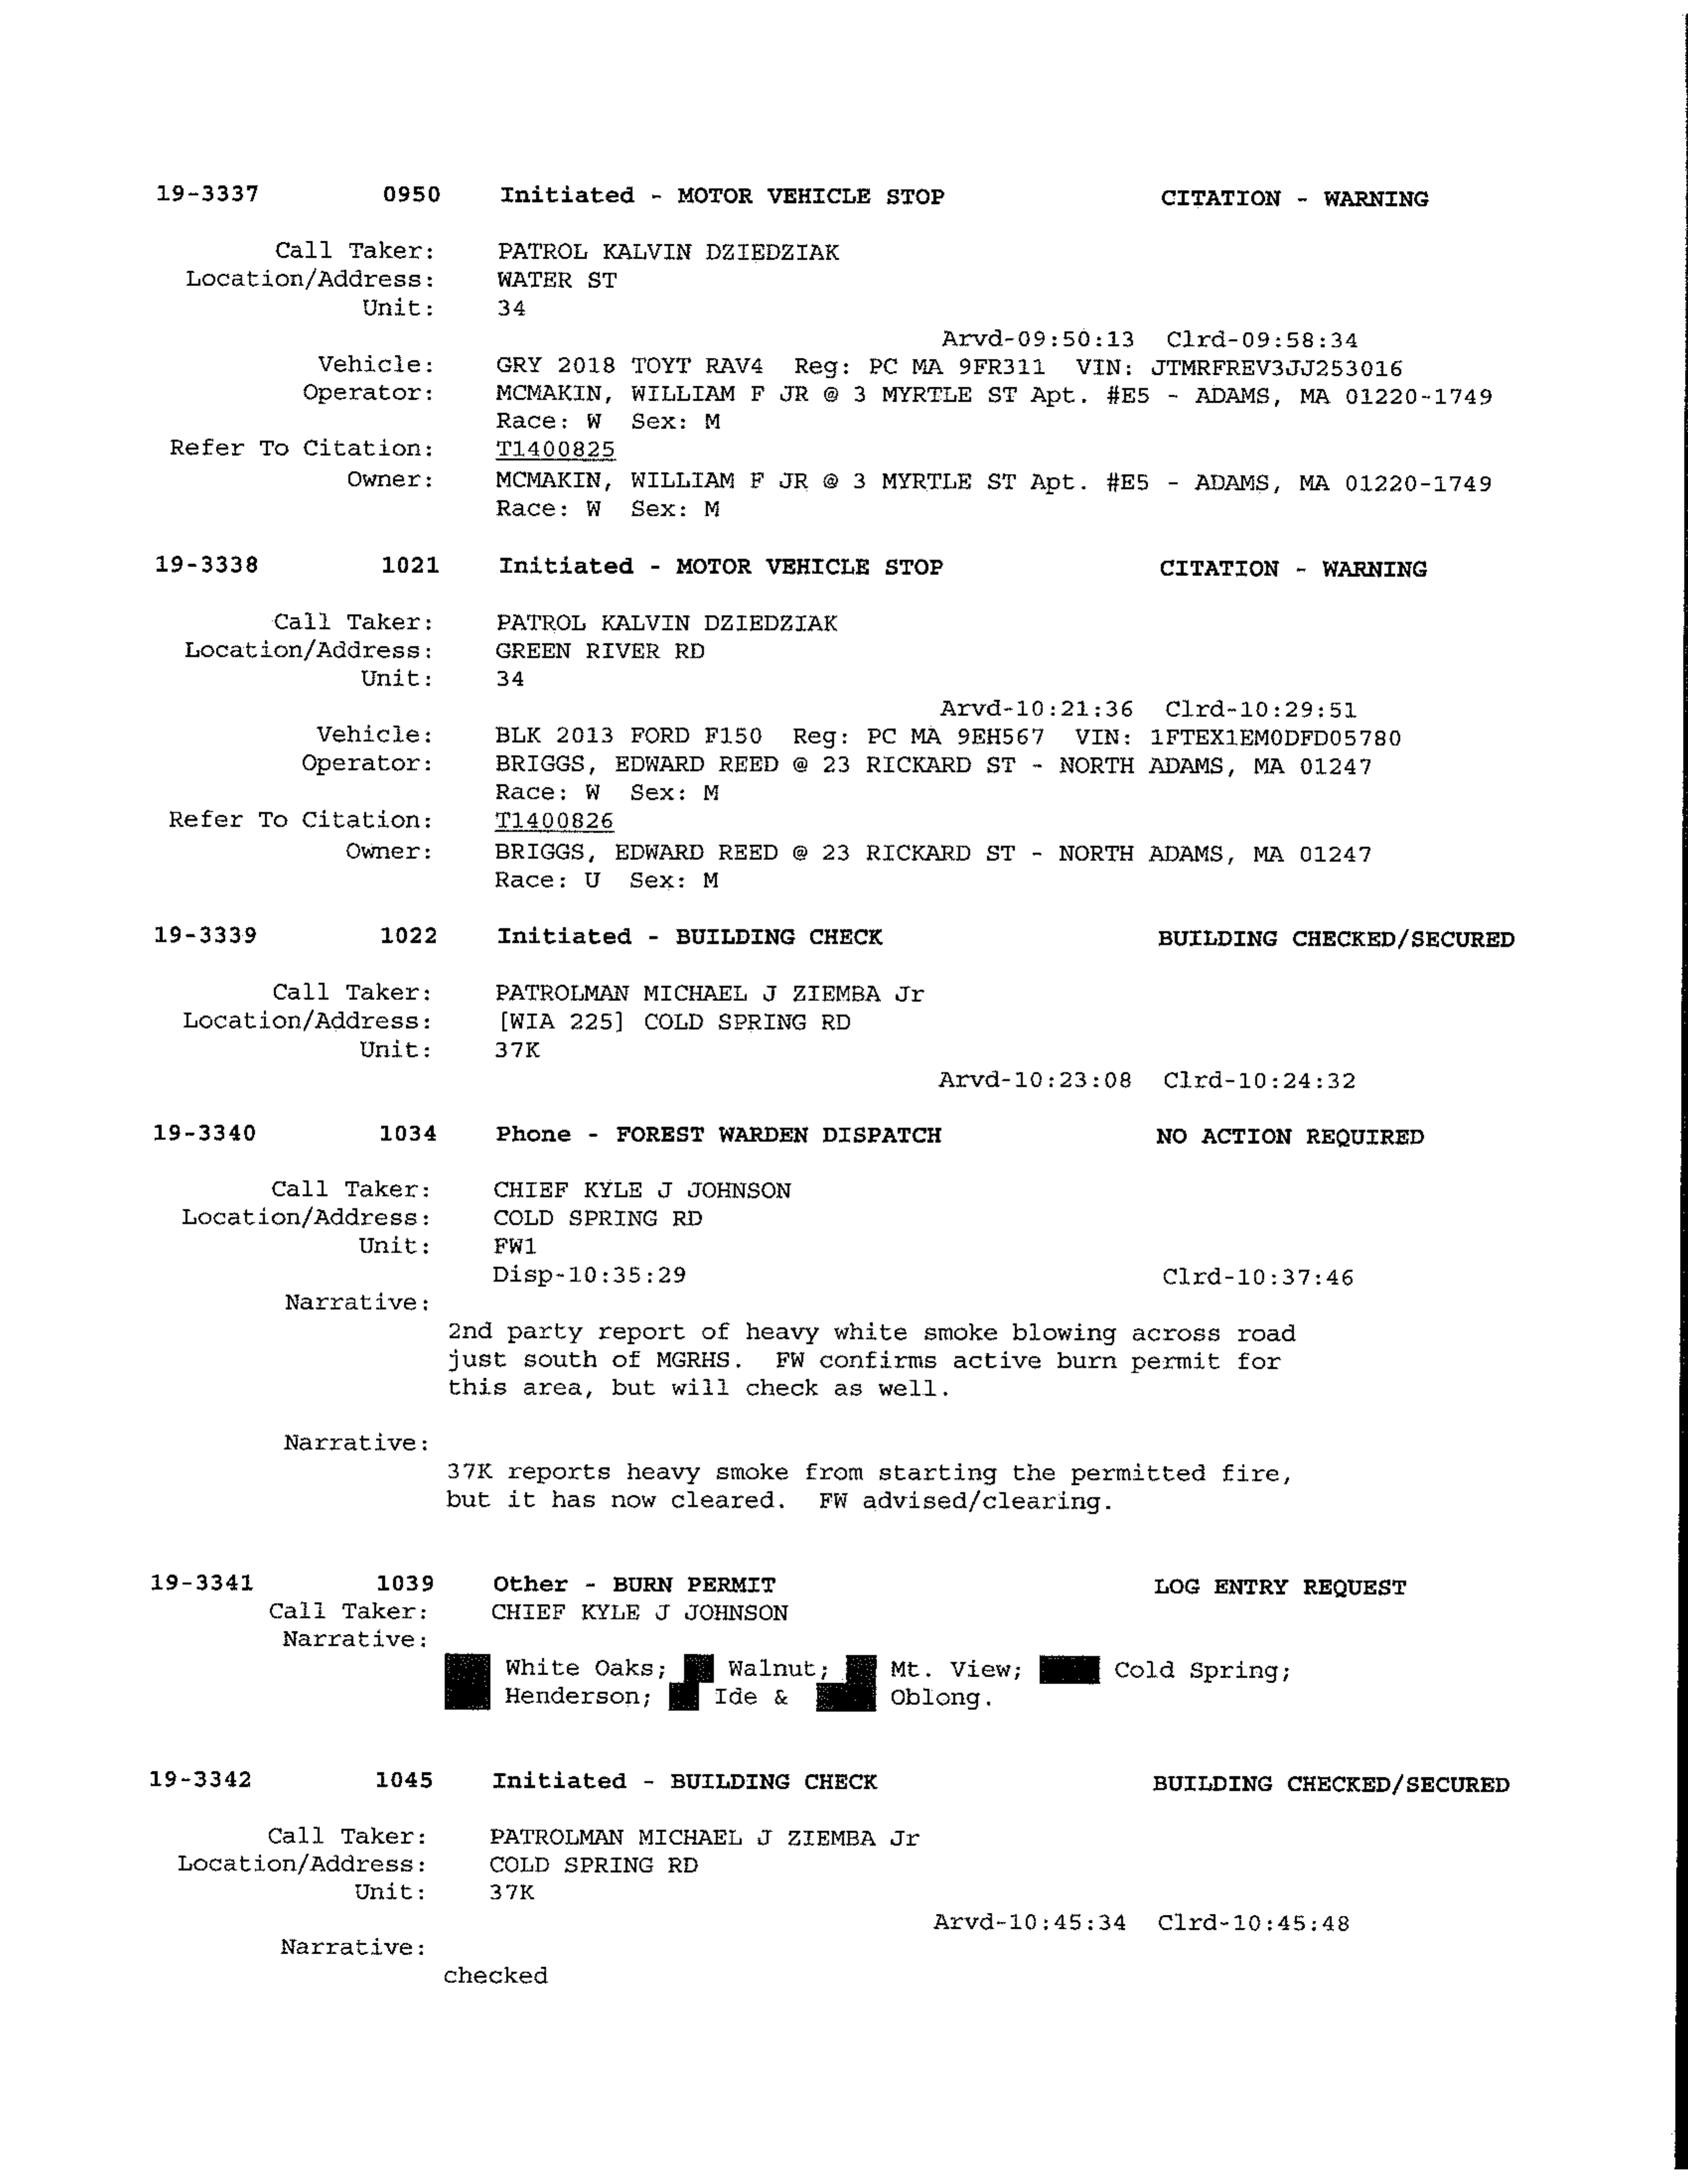 19-3337 0950 Initiated - MOTOR VEHICLE STOP CITATION - WARNING
Call Taker: PATROL KALVIN DZIEDZIAK
Location/Address: WATER ST
Unit: 34
Arvd-09:50:13 Clrd-09:58:34
Vehicle: GRY 2018 TOYT RAV4 Reg: PC MA 9FR311 VIN: JTMRFREV3JJ253016
Operator: MCMAKIN, WILLIAM F JR @ 3 MYRTLE ST Apt. #E5 - ADAMS, MA 01220-1749
Race: W Sex: M
Refer To Citation: T1400825
Owner: MCMAKIN, WILLIAM F JR @ 3 MYRTLE ST Apt. #E5 - ADAMS, MA 01220-1749
Race: W Sex: M
19-3338 1021 Initiated - MOTOR VEHICLE STOP CITATION - WARNING
Call Taker: PATROL KALVIN DZIEDZIAK
Location/Address: GREEN RIVER RD
Unit: 34
Arvd-10:21:36 Clrd-10:29:51
Vehicle: BLK 2013 FORD F150 Reg: PC MA 9EH567 VIN: 1FTEX1EM0DFD05780
Operator: BRIGGS, EDWARD REED @ 23 RICKARD ST - NORTH ADAMS, MA 01247
Race: W Sex: M
Refer To Citation: T1400826
Owner: BRIGGS, EDWARD REED @ 23 RICKARD ST - NORTH ADAMS, MA 01247
Race: U Sex: M
19-3339 1022 Initiated - BUILDING CHECK BUILDING CHECKED/SECURED
Call Taker: PATROLMAN MICHAEL J ZIEMBA Jr
Location/Address: [WIA 225] COLD SPRING RD
Unit: 37K
Arvd-10:23:08 Clrd-10:24:32
19-3340 1034 Phone - FOREST WARDEN DISPATCH NO ACTION REQUIRED
Call Taker: CHIEF KYLE J JOHNSON
Location/Address: COLD SPRING RD
Unit: FW1
Disp-10:35:29 Clrd-10:37:46
Narrative:
2nd party report of heavy white smoke blowing across road
just south of MGRHS. FW confirms active burn permit for
this area, but will check as well.
Narrative:
37K reports heavy smoke from starting the permitted fire,
but it has now cleared. FW advised/clearing.
19-3341 1039 Other - BURN PERMIT LOG ENTRY REQUEST
Call Taker: CHIEF KYLE J JOHNSON
Narrative:
White Oaks; Walnut; Mt. View; Cold Spring;
Henderson; Ide & Oblong.
19-3342 1045 Initiated - BUILDING CHECK BUILDING CHECKED/SECURED
Call Taker: PATROLMAN MICHAEL J ZIEMBA Jr
Location/Address: COLD SPRING RD
Unit: 37K
Arvd-10:45:34 Clrd-10:45:48
Narrative:
checked